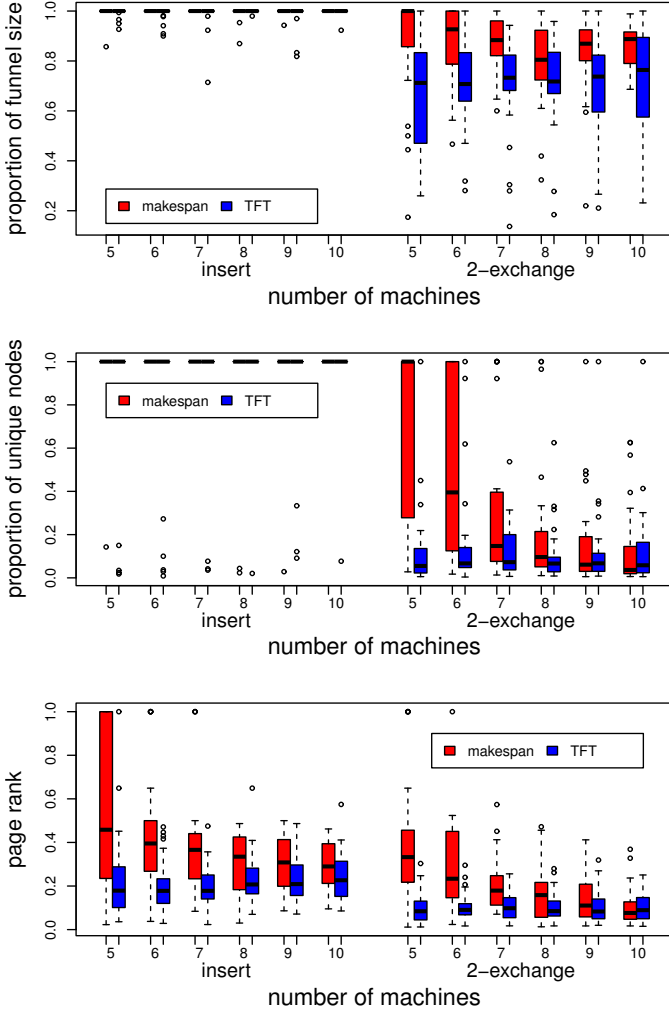 proportion of funnel size
0.2 0.4 0.6 0.8 1.0
makespan TFT
5 6 7 8 9 10 5 6 7 8 9 10
insert 2−exchange
number of machines
proportion of unique nodes
0.0 0.2 0.4 0.6 0.8 1.0
makespan TFT
5 6 7 8 9 10 5 6 7 8 9 10
insert 2−exchange
number of machines
page rank
0.0 0.2 0.4 0.6 0.8 1.0
makespan TFT
5 6 7 8 9 10 5 6 7 8 9 10
insert 2−exchange
number of machines